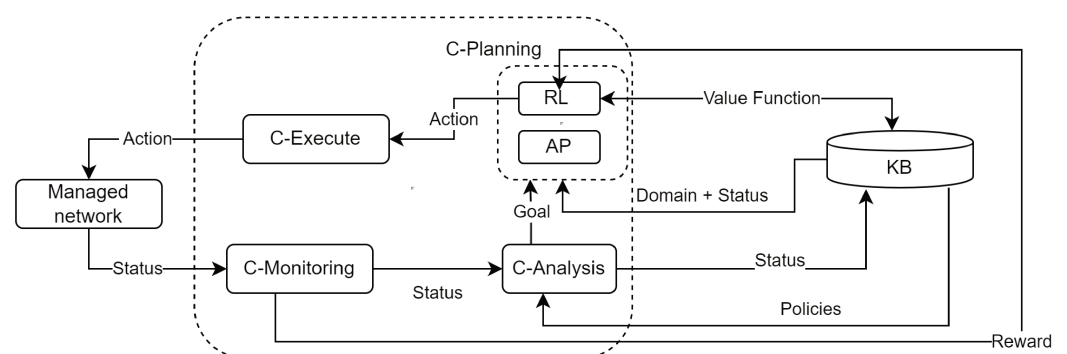 C-Planning
RL
Value Function
Action
C-Execute
Action
AP
KB
Managed
network
Domain + Status
Goal
Status
C-Monitoring
Status
C-Analysis
Status
Policies
Reward